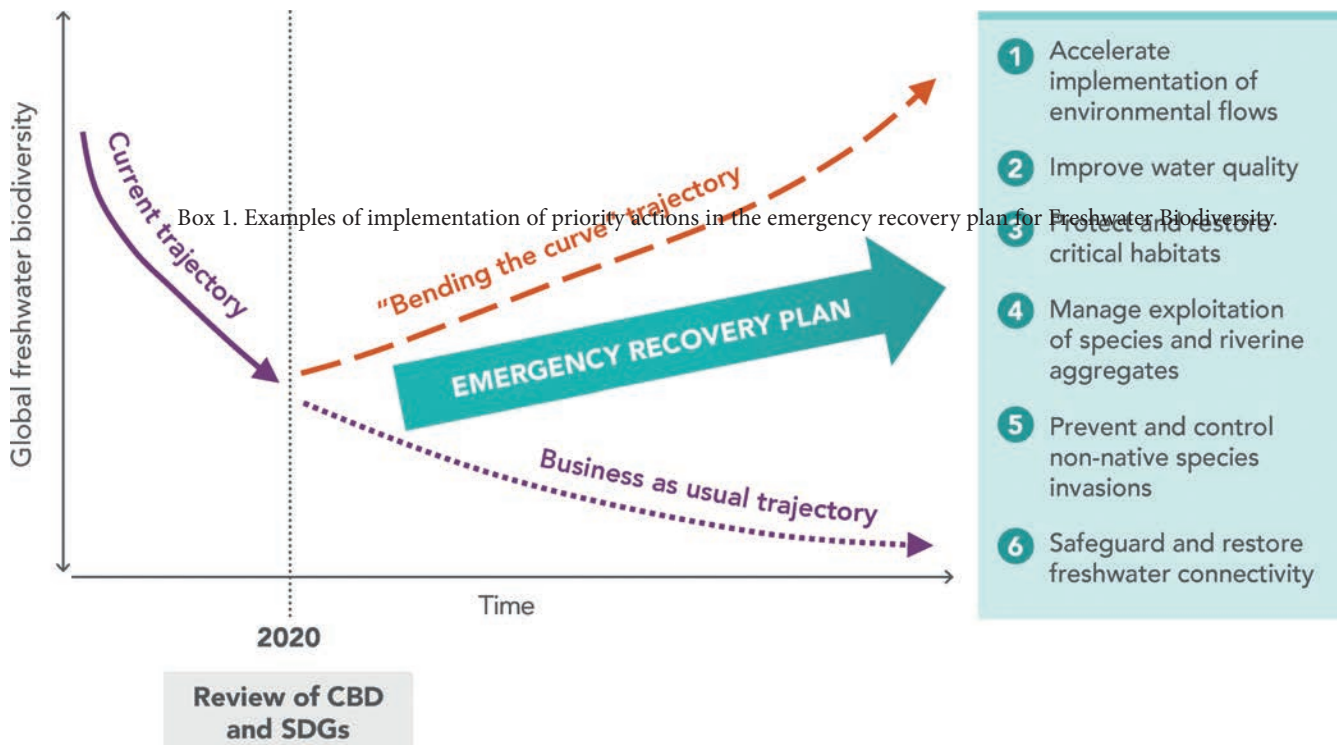 Global freshwater biodiversity
Current trajectory
"Bending the curve" trajectory
Box 1. Examples of implementation of priority actions in the emergency recovery plan for Freshwater Biodiversity.
EMERGENCY RECOVERY PLAN
Business as usual trajectory
Time
2020
Review of CBD
and SDGs
1 Accelerate
implementation of
environmental flows
2 Improve water quality
3 Protect and restore
critical habitats
4 Manage exploitation
of species and riverine
aggregates
5 Prevent and control
non-native species
invasions
6 Safeguard and restore
freshwater connectivity